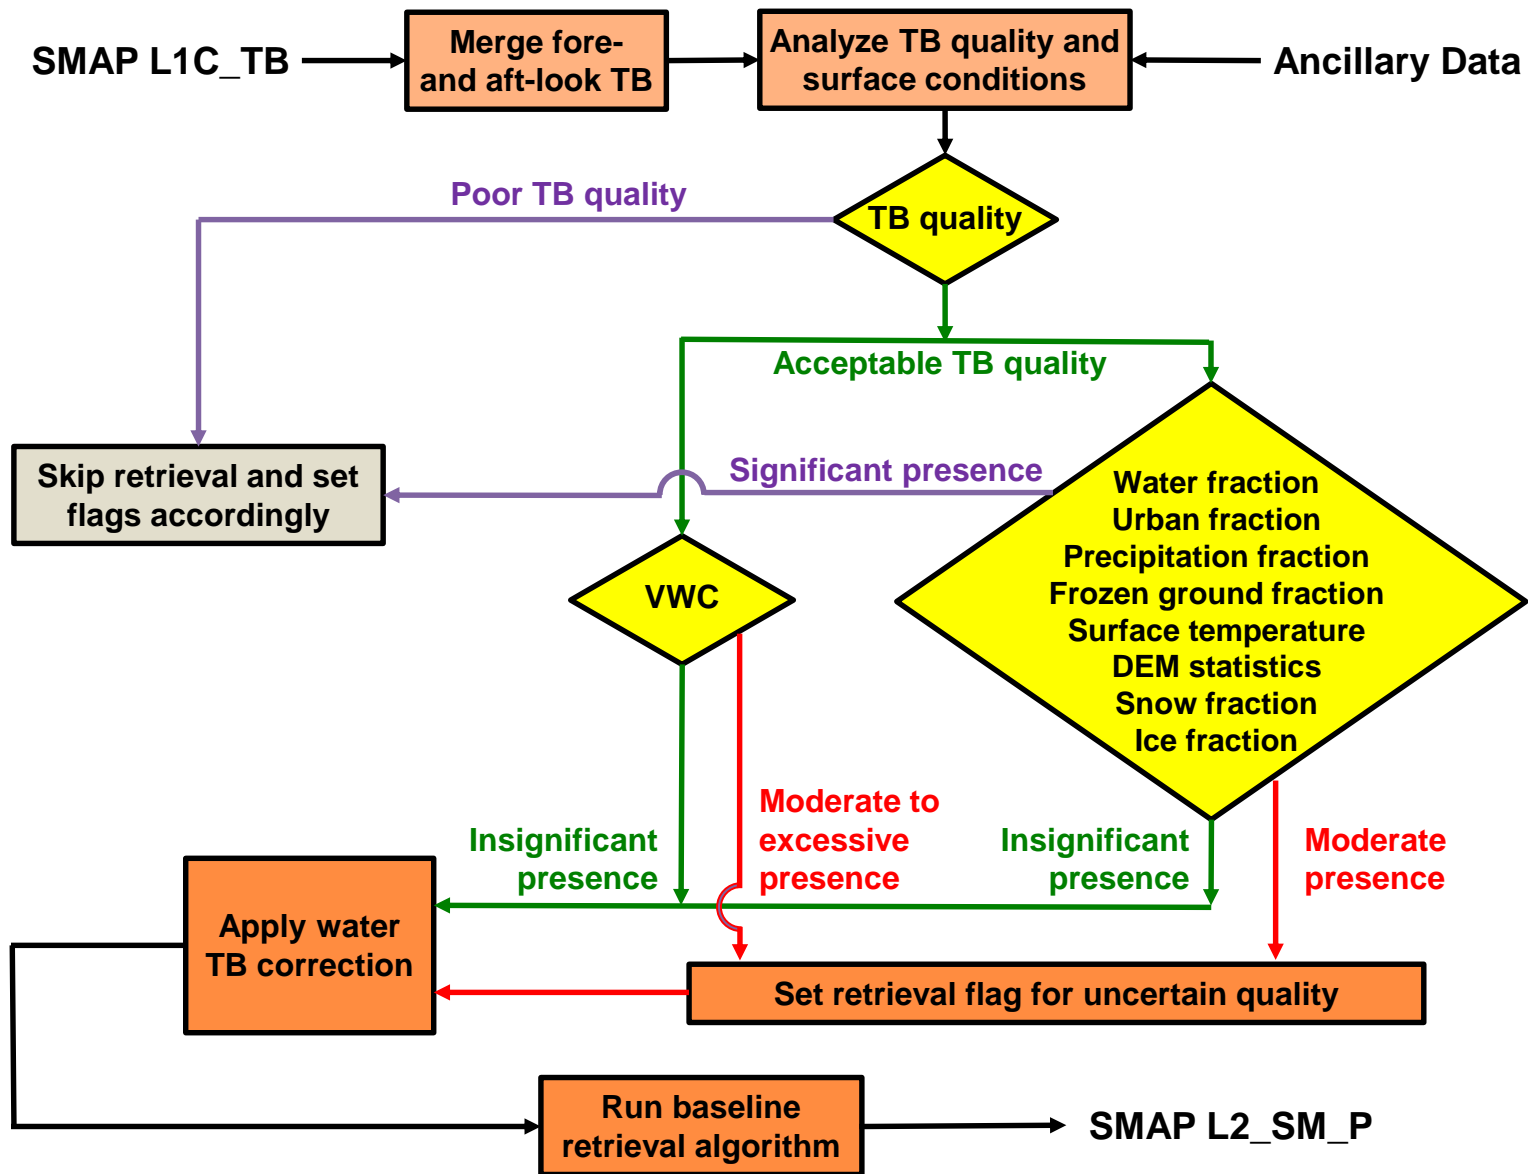 SMAP L1C_TB
Merge fore-
and aft-look TB
Analyze TB quality and
surface conditions
Ancillary Data
Poor TB quality
TB quality
Acceptable TB quality
Skip retrieval and set
flags accordingly
Significant presence
Water fraction
Urban fraction
Precipitation fraction
Frozen ground fraction
Surface temperature
DEM statistics
Snow fraction
Ice fraction
VWC
Insignificant
presence
Moderate to
excessive
presence
Insignificant
presence
Moderate
presence
Apply water
TB correction
Set retrieval flag for uncertain quality
Run baseline
retrieval algorithm
SMAP L2_SM_P